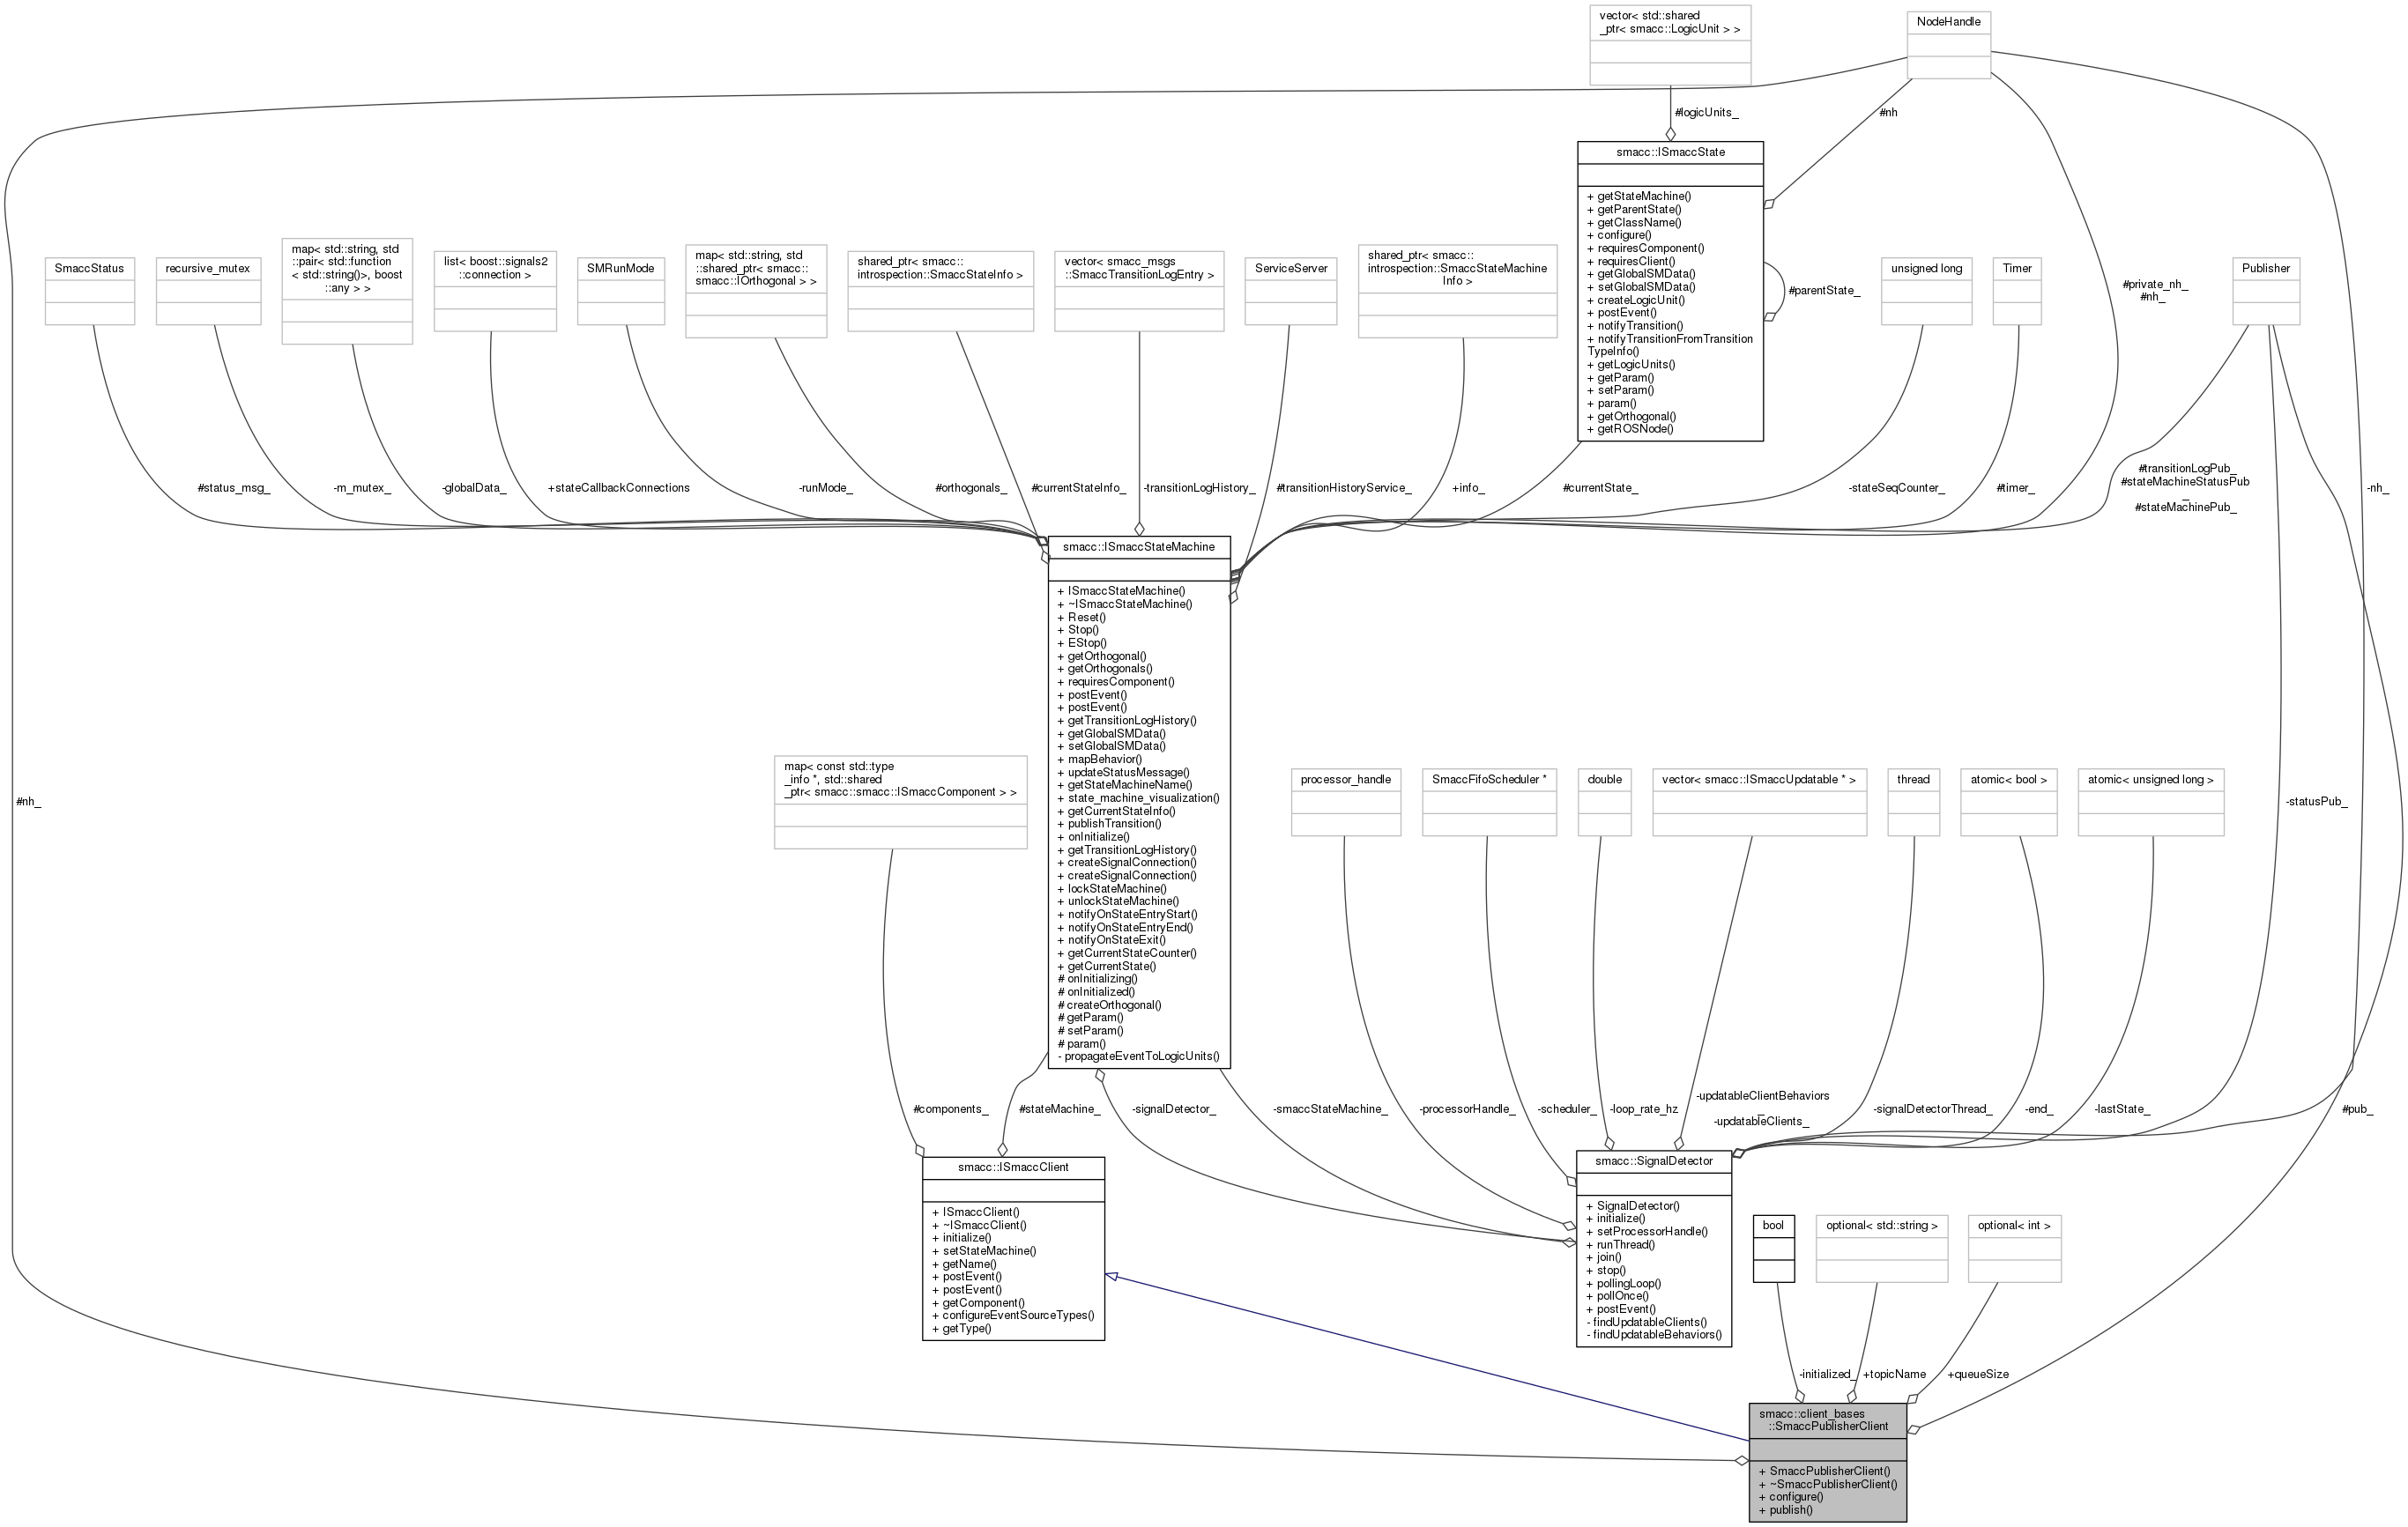 vector< std::shared
_ptr< smacc::LogicUnit > >
NodeHandle
#logicUnits_
#nh
smacc::ISmaccState
+ getStateMachine()
+ getParentState()
+ getClassName()
+ configure()
+ requiresComponent()
+ requiresClient()
+ getGlobalSMData()
+ setGlobalSMData()
+ createLogicUnit()
+ postEvent()
+ notifyTransition()
+ notifyTransitionFromTransition
TypeInfo()
+ getLogicUnits()
+ getParam()
+ setParam()
+ param()
+ getOrthogonal()
+ getROSNode()
#parentState_
SmaccStatus
recursive_mutex
map< std::string, std
::pair< std::function
< std::string()>, boost
::any > >
list< boost::signals2
::connection >
SMRunMode
map< std::string, std
::shared_ptr< smacc::
smacc::IOrthogonal > >
shared_ptr< smacc::
introspection::SmaccStateInfo >
vector< smacc_msgs
::SmaccTransitionLogEntry >
ServiceServer
shared_ptr< smacc::
introspection::SmaccStateMachine
Info >
unsigned long
Timer
#private_nh_
#nh_
Publisher
#status_msg_
-m_mutex_
-globalData_
+stateCallbackConnections
-runMode_
#orthogonals_
#currentStateInfo_
-transitionLogHistory_
#transitionHistoryService_
+info_
#currentState_
-stateSeqCounter_
#timer_
#transitionLogPub_
#stateMachineStatusPub
_
#stateMachinePub_
-nh_
smacc::ISmaccStateMachine
+ ISmaccStateMachine()
+ ~ISmaccStateMachine()
+ Reset()
+ Stop()
+ EStop()
+ getOrthogonal()
+ getOrthogonals()
+ requiresComponent()
+ postEvent()
+ postEvent()
+ getTransitionLogHistory()
+ getGlobalSMData()
+ setGlobalSMData()
+ mapBehavior()
+ updateStatusMessage()
+ getStateMachineName()
+ state_machine_visualization()
+ getCurrentStateInfo()
+ publishTransition()
+ onInitialize()
+ getTransitionLogHistory()
+ createSignalConnection()
+ createSignalConnection()
+ lockStateMachine()
+ unlockStateMachine()
+ notifyOnStateEntryStart()
+ notifyOnStateEntryEnd()
+ notifyOnStateExit()
+ getCurrentStateCounter()
+ getCurrentState()
# onInitializing()
# onInitialized()
# createOrthogonal()
# getParam()
# setParam()
# param()
- propagateEventToLogicUnits()
#nh_
map< const std::type
_info *, std::shared
_ptr< smacc::smacc::ISmaccComponent > >
processor_handle
SmaccFifoScheduler *
double
vector< smacc::ISmaccUpdatable * >
thread
atomic< bool >
atomic< unsigned long >
-statusPub_
#components_
#stateMachine_
-signalDetector_
-smaccStateMachine_
-processorHandle_
-scheduler_
-loop_rate_hz
-updatableClientBehaviors
_
-updatableClients_
-signalDetectorThread_
-end_
-lastState_
#pub_
smacc::ISmaccClient
+ ISmaccClient()
+ ~ISmaccClient()
+ initialize()
+ setStateMachine()
+ getName()
+ postEvent()
+ postEvent()
+ getComponent()
+ configureEventSourceTypes()
+ getType()
smacc::SignalDetector
+ SignalDetector()
+ initialize()
+ setProcessorHandle()
+ runThread()
+ join()
+ stop()
+ pollingLoop()
+ pollOnce()
+ postEvent()
- findUpdatableClients()
- findUpdatableBehaviors()
bool
optional< std::string >
optional< int >
-initialized_
+topicName
+queueSize
smacc::client_bases
::SmaccPublisherClient
+ SmaccPublisherClient()
+ ~SmaccPublisherClient()
+ configure()
+ publish()